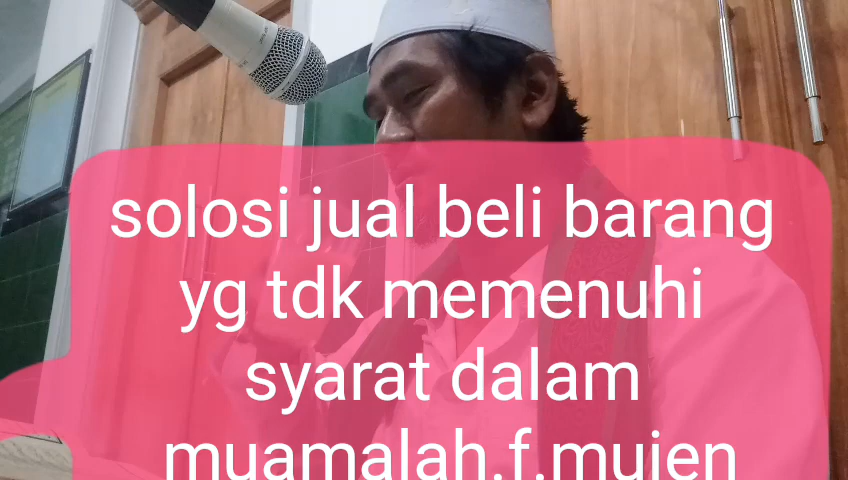 solosi jual beli barang
yg tdk memenuhi
syarat dalam
muamalah.f.mujen